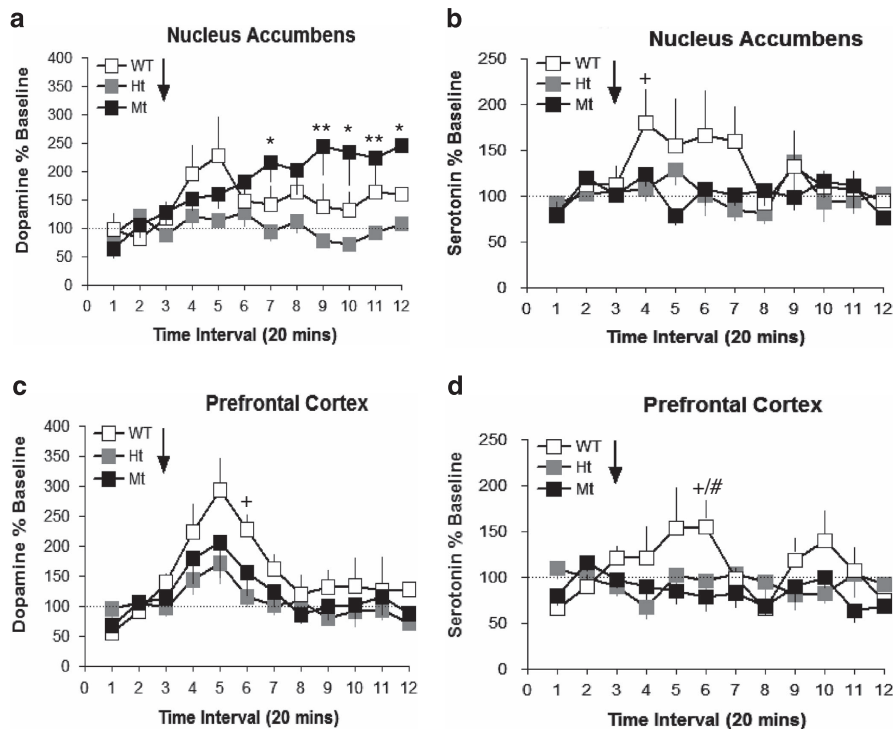 a
Nucleus Accumbens
Dopamine % Baseline
400
350
300
250
200
150
100
50
0
WT
Ht
Mt
* ** * ** *
0 1 2 3 4 5 6 7 8 9 10 11 12
Time Interval (20 mins)
b
Nucleus Accumbens
Serotonin % Baseline
250
200
150
100
50
0
WT
Ht
Mt
+
0 1 2 3 4 5 6 7 8 9 10 11 12
Time Interval (20 mins)
c
Prefrontal Cortex
Dopamine % Baseline
400
350
300
250
200
150
100
50
0
WT
Ht
Mt
+
0 1 2 3 4 5 6 7 8 9 10 11 12
Time Interval (20 mins)
d
Prefrontal Cortex
Serotonin % Baseline
250
200
150
100
50
0
WT
Ht
Mt
+/#
0 1 2 3 4 5 6 7 8 9 10 11 12
Time Interval (20 mins)